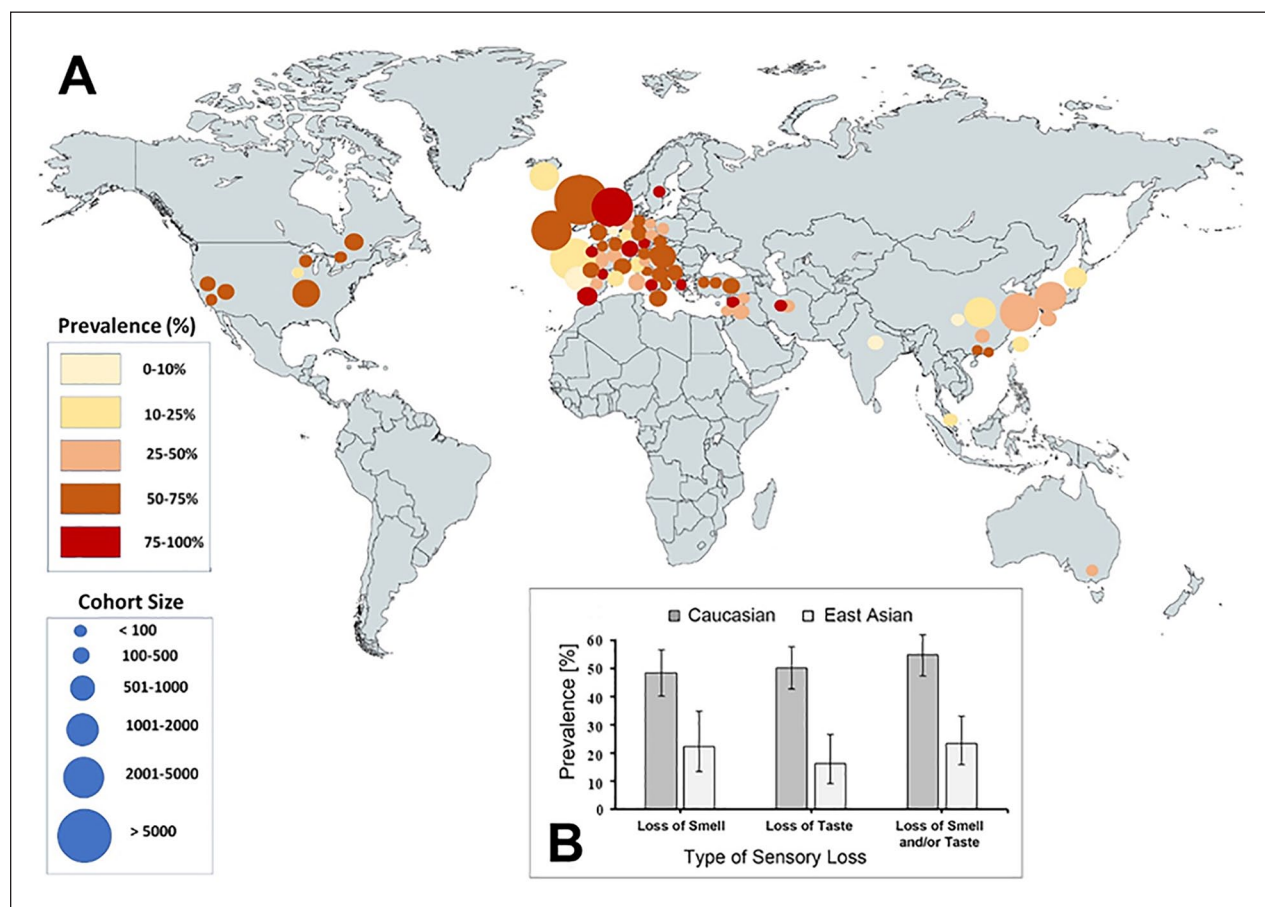 A
Prevalence (%)
0-10%
10-25%
25-50%
50-75%
75-100%
Cohort Size
< 100
100-500
501-1000
1001-2000
2001-5000
> 5000
Caucasian East Asian
Prevalence [%]
60
50
40
30
20
10
0
Loss of Smell Loss of Taste Loss of Smell
and/or Taste
B
Type of Sensory Loss